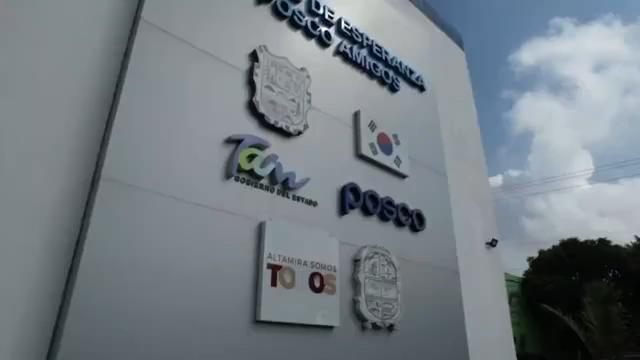 DE ESPERANZA
POSCO AMIGOS
Tam
GOBIERNO DEL ESTADO
posco
ALTAMIRA SOMOS
TODOS